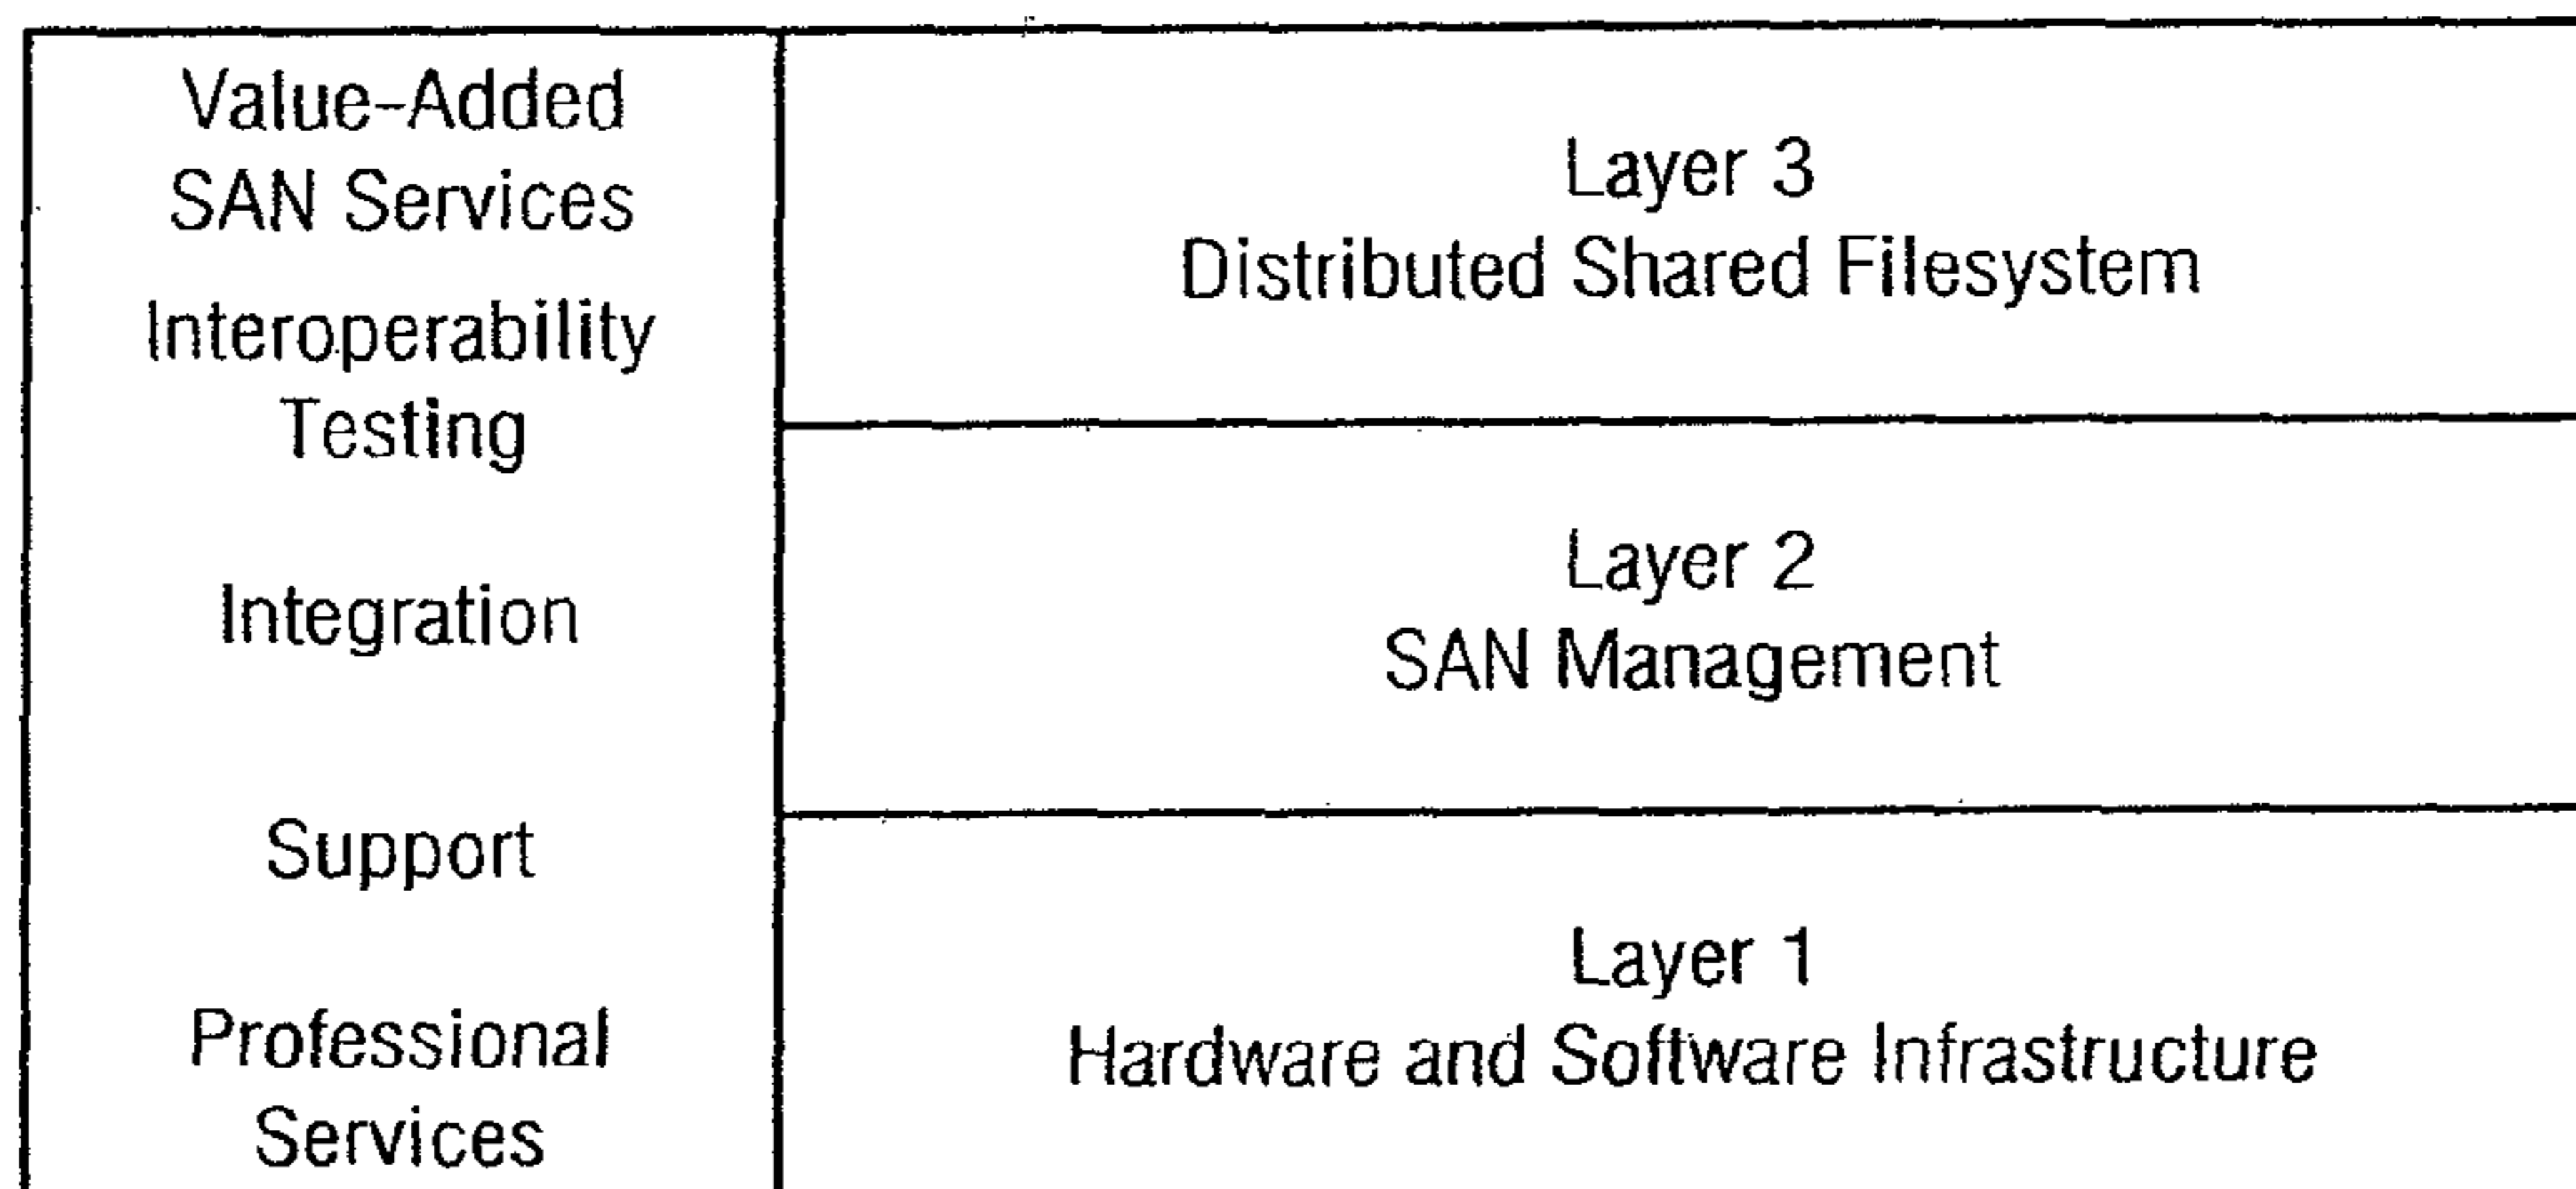 Value-Added
SAN Services
Interoperability
Testing
Integration
Support
Professional
Services
Layer 3
Distributed Shared Filesystem
Layer 2
SAN Management
Layer 1
Hardware and Software Infrastructure